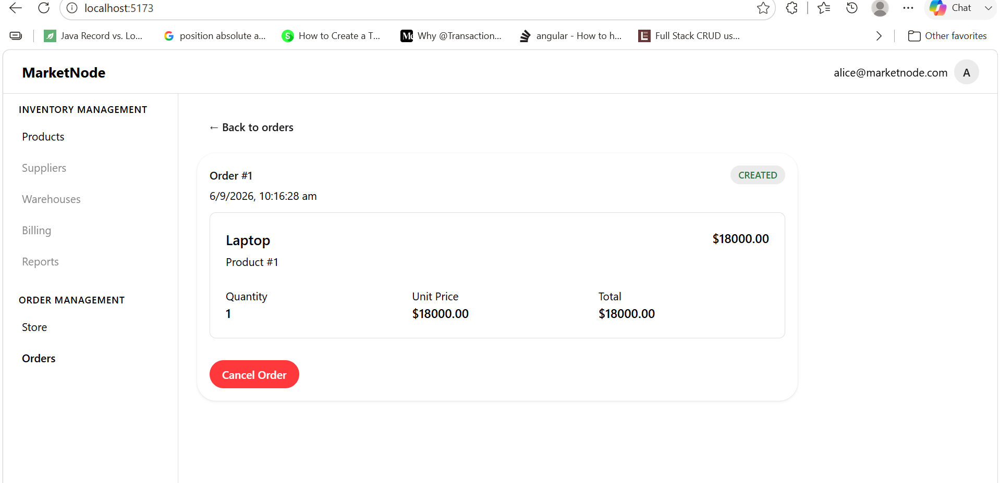 localhost:5173
Chat
Java Record vs. Lo...
position absolute a...
How to Create a T...
Why @Transaction...
angular - How to h...
Full Stack CRUD us...
Other favorites
MarketNode
alice@marketnode.com
A
INVENTORY MANAGEMENT
Products
Suppliers
Warehouses
Billing
Reports
ORDER MANAGEMENT
Store
Orders
← Back to orders
Order #1
CREATED
6/9/2026, 10:16:28 am
Laptop
$18000.00
Product #1
Quantity
Unit Price
Total
1
$18000.00
$18000.00
Cancel Order